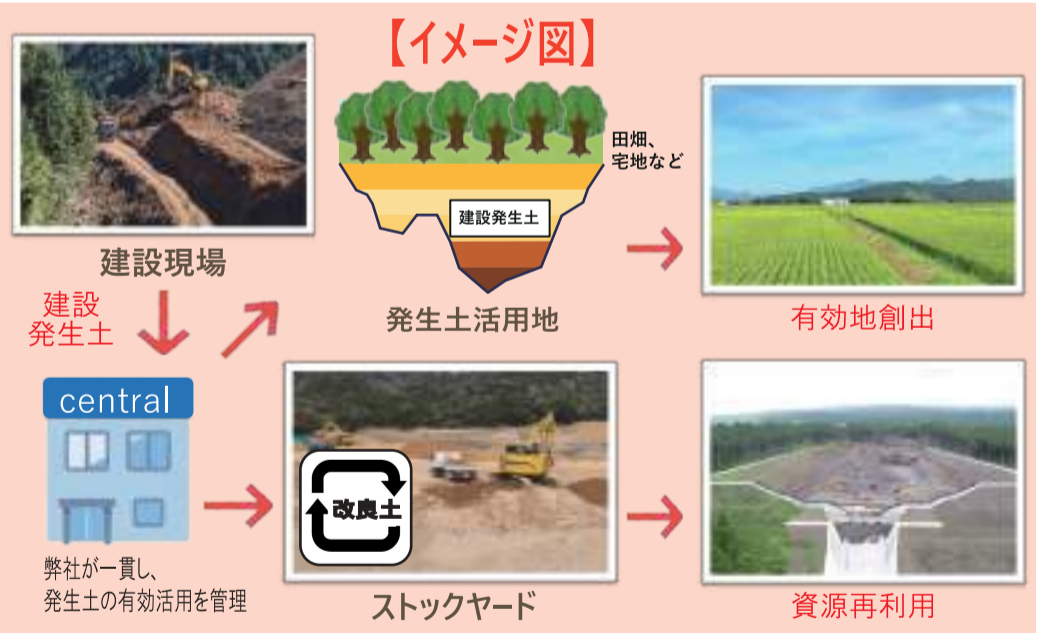 【イメージ図】
建設現場
建設
発生土
田畑、
宅地など
建設発生土
発生土活用地
有効地創出
central
弊社が一貫し、
発生土の有効活用を管理
改良土
ストックヤード
資源再利用